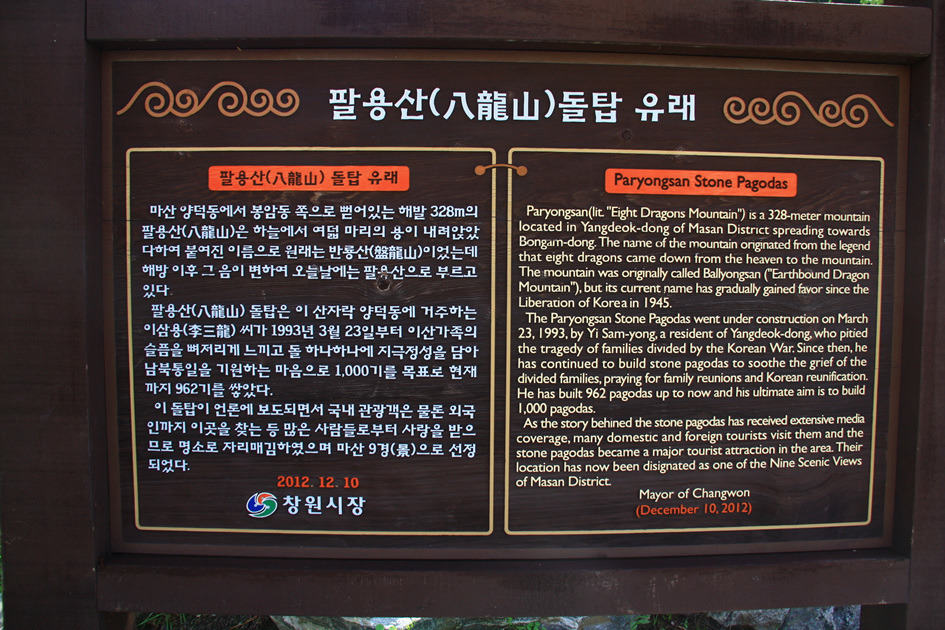 팔용산(八龍山)돌탑 유래
팔용산(八龍山) 돌탑 유래
마산 양덕동에서 봉암동 쪽으로 뻗어있는 해발 328m의
팔용산(八龍山)은 하늘에서 여덟 마리의 용이 내려앉았
다하여 붙여진 이름으로 원래는 반룡산(盤龍山)이었는데
해방 이후 그 음이 변하여 오늘날에는 팔용산으로 부르고
있다.
팔용산(八龍山) 돌탑은 이 산자락 양덕동에 거주하는
이삼용(李三龍) 씨가 1993년 3월 23일부터 이산가족의
슬픔을 뼈저리게 느끼고 돌 하나하나에 지극정성을 담아
남북통일을 기원하는 마음으로 1,000기를 목표로 현재
까지 962기를 쌓았다.
이 돌탑이 언론에 보도되면서 국내 관광객은 물론 외국
인까지 이곳을 찾는 등 많은 사람들로부터 사랑을 받으
므로 명소로 자리매김하였으며 마산 9경(景)으로 선정
되었다.
2012. 12. 10
창원시장
Paryongsan Stone Pagodas
Paryongsan(lit. "Eight Dragons Mountain") is a 328-meter mountain
located in Yangdeok-dong of Masan District spreading towards
Bongam-dong. The name of the mountain originated from the legend
that eight dragons came down from the heaven to the mountain.
The mountain was originally called Ballyongsan ("Earthbound Dragon
Mountain"), but its current name has gradually gained favor since the
Liberation of Korea in 1945.
The Paryongsan Stone Pagodas went under construction on March
23, 1993, by Yi Sam-yong, a resident of Yangdeok-dong, who pitied
the tragedy of families divided by the Korean War. Since then, he
has continued to build stone pagodas to soothe the grief of the
divided families, praying for family reunions and Korean reunification.
He has built 962 pagodas up to now and his ultimate aim is to build
1,000 pagodas.
As the story behined the stone pagodas has received extensive media
coverage, many domestic and foreign tourists visit them and the
stone pagodas became a major tourist attraction in the area. Their
location has now been disignated as one of the Nine Scenic Views
of Masan District.
Mayor of Changwon
(December 10, 2012)